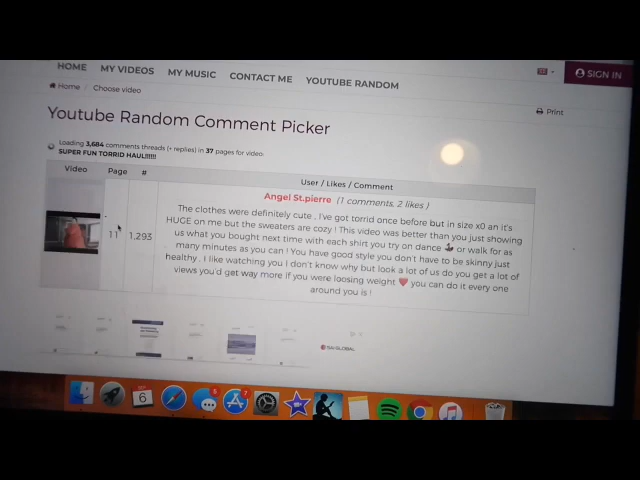 HOME MY VIDEOS MY MUSIC CONTACT ME YOUTUBE RANDOM
SIGN IN
Home / Choose video
Print
Youtube Random Comment Picker
Loading 3,684 comments threads (+ replies) in 37 pages for video:
SUPER FUN TORRID HAUL!!!!!!
Video Page # User / Likes / Comment
Angel St.pierre (1 comments, 2 likes )
11 1,293
The clothes were definitely cute , I've got torrid once before but in size x0 an it's
HUGE on me but the sweaters are cozy ! This video was better than you just showing
us what you bought next time with each shirt you try on dance 💃 or walk for as
many minutes as you can ! You have good style you don't have to be skinny just
healthy . I like watching you I don't know why but look a lot of us do you get a lot of
views you'd get way more if you were loosing weight ❤️ you can do it every one
around you is !
SAI GLOBAL
6
5
7